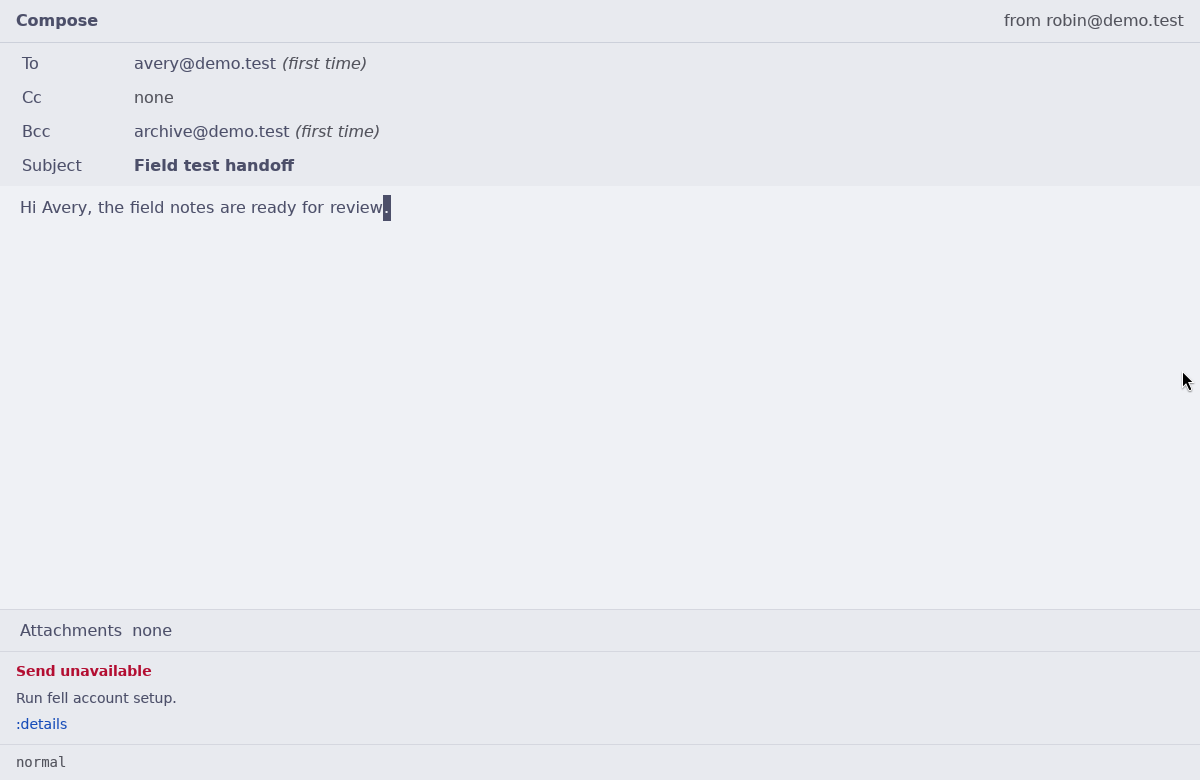 Compose
from robin@demo.test
To avery@demo.test (first time)
Cc none
Bcc archive@demo.test (first time)
Subject Field test handoff
Hi Avery, the field notes are ready for review.
Attachments none
Send unavailable
Run fell account setup.
:details
normal